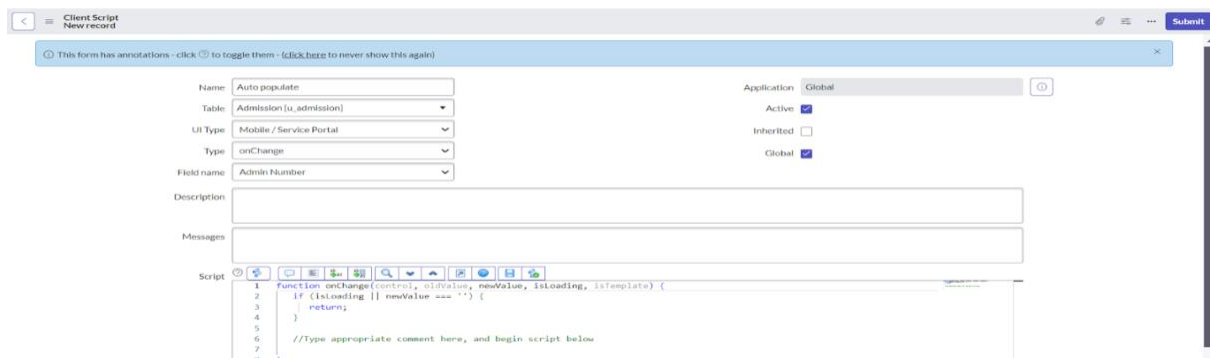 Client Script
New record
Submit
This form has annotations - click ? to toggle them - (click here to never show this again)
Name Auto populate
Application Global
Table Admission [u_admission]
Active
UI Type Mobile / Service Portal
Inherited
Type onChange
Global
Field name Admin Number
Description
Messages
Script
1 function onChange(control, oldValue, newValue, isLoading, isTemplate) {
2 if (isLoading || newValue === '') {
3 return;
4 }
5
6 //Type appropriate comment here, and begin script below
7